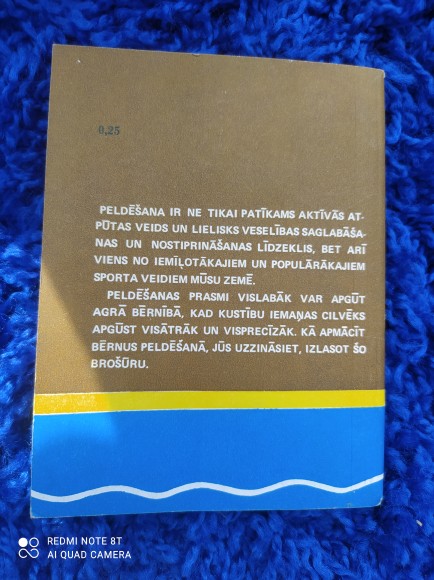 0,25
PELDĒŠANA IR NE TIKAI PATĪKAMS AKTĪVĀS AT-
PŪTAS VEIDS UN LIELISKS VESELĪBAS SAGLABĀŠA-
NAS UN NOSTIPRINĀŠANAS LĪDZEKLIS, BET ARĪ
VIENS NO IEMĪĻOTĀKAJIEM UN POPULĀRĀKAJIEM
SPORTA VEIDIEM MŪSU ZEMĒ.
PELDĒŠANAS PRASMI VISLABĀK VAR APGŪT
AGRĀ BĒRNĪBĀ, KAD KUSTĪBU IEMAŅAS CILVĒKS
APGŪST VISĀTRĀK UN VISPRECĪZĀK. KĀ APMĀCĪT
BĒRNUS PELDĒŠANĀ, JŪS UZZINĀSIET, IZLASOT ŠO
BROŠŪRU.
REDMI NOTE 8T
AI QUAD CAMERA